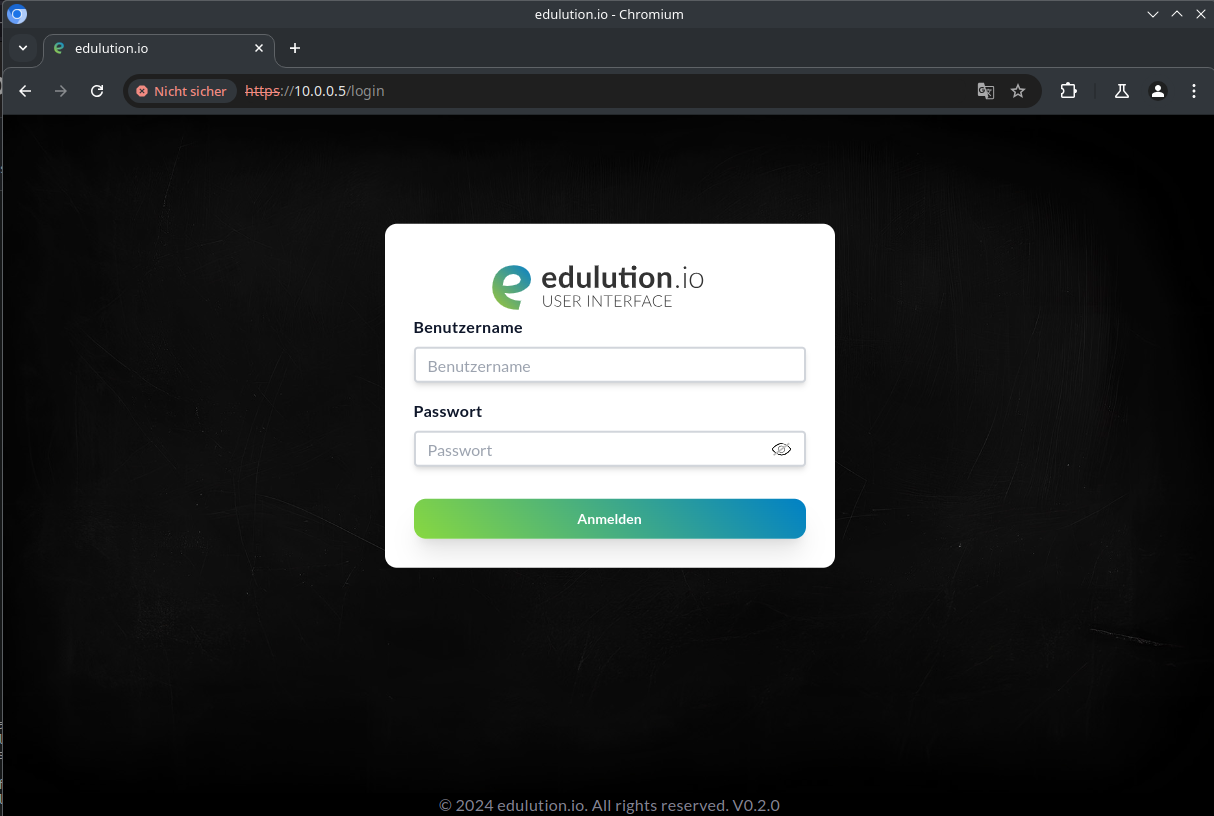 edulution.io - Chromium
edulution.io
Nicht sicher https://10.0.0.5/login
edulution.io
USER INTERFACE
Benutzername
Benutzername
Passwort
Passwort
Anmelden
© 2024 edulution.io. All rights reserved. V0.2.0